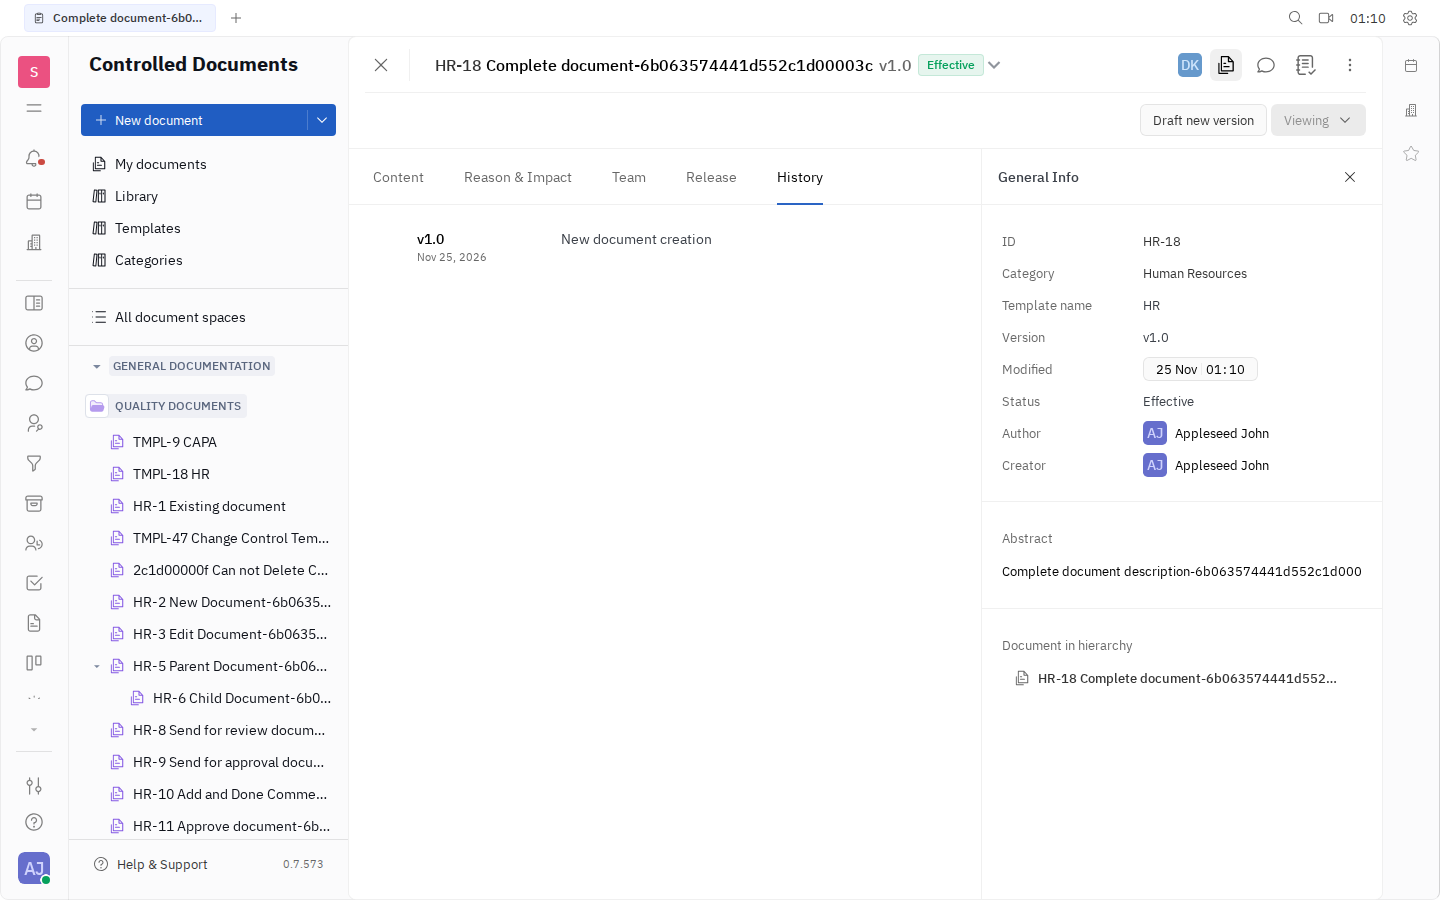 Complete document-6b0...
01:10
S
Controlled Documents
New document
My documents
Library
Templates
Categories
All document spaces
GENERAL DOCUMENTATION
QUALITY DOCUMENTS
TMPL-9 CAPA
TMPL-18 HR
HR-1 Existing document
TMPL-47 Change Control Tem...
2c1d00000f Can not Delete C...
HR-2 New Document-6b0635...
HR-3 Edit Document-6b0635...
HR-5 Parent Document-6b06...
HR-6 Child Document-6b0...
HR-8 Send for review docum...
HR-9 Send for approval docu...
HR-10 Add and Done Comme...
HR-11 Approve document-6b...
Help & Support 0.7.573
AJ
HR-18 Complete document-6b063574441d552c1d00003c v1.0 Effective
DK
Draft new version
Viewing
Content Reason & Impact Team Release History
v1.0 New document creation
Nov 25, 2026
General Info
ID HR-18
Category Human Resources
Template name HR
Version v1.0
Modified 25 Nov 01:10
Status Effective
Author AJ Appleseed John
Creator AJ Appleseed John
Abstract
Complete document description-6b063574441d552c1d000
Document in hierarchy
HR-18 Complete document-6b063574441d552...